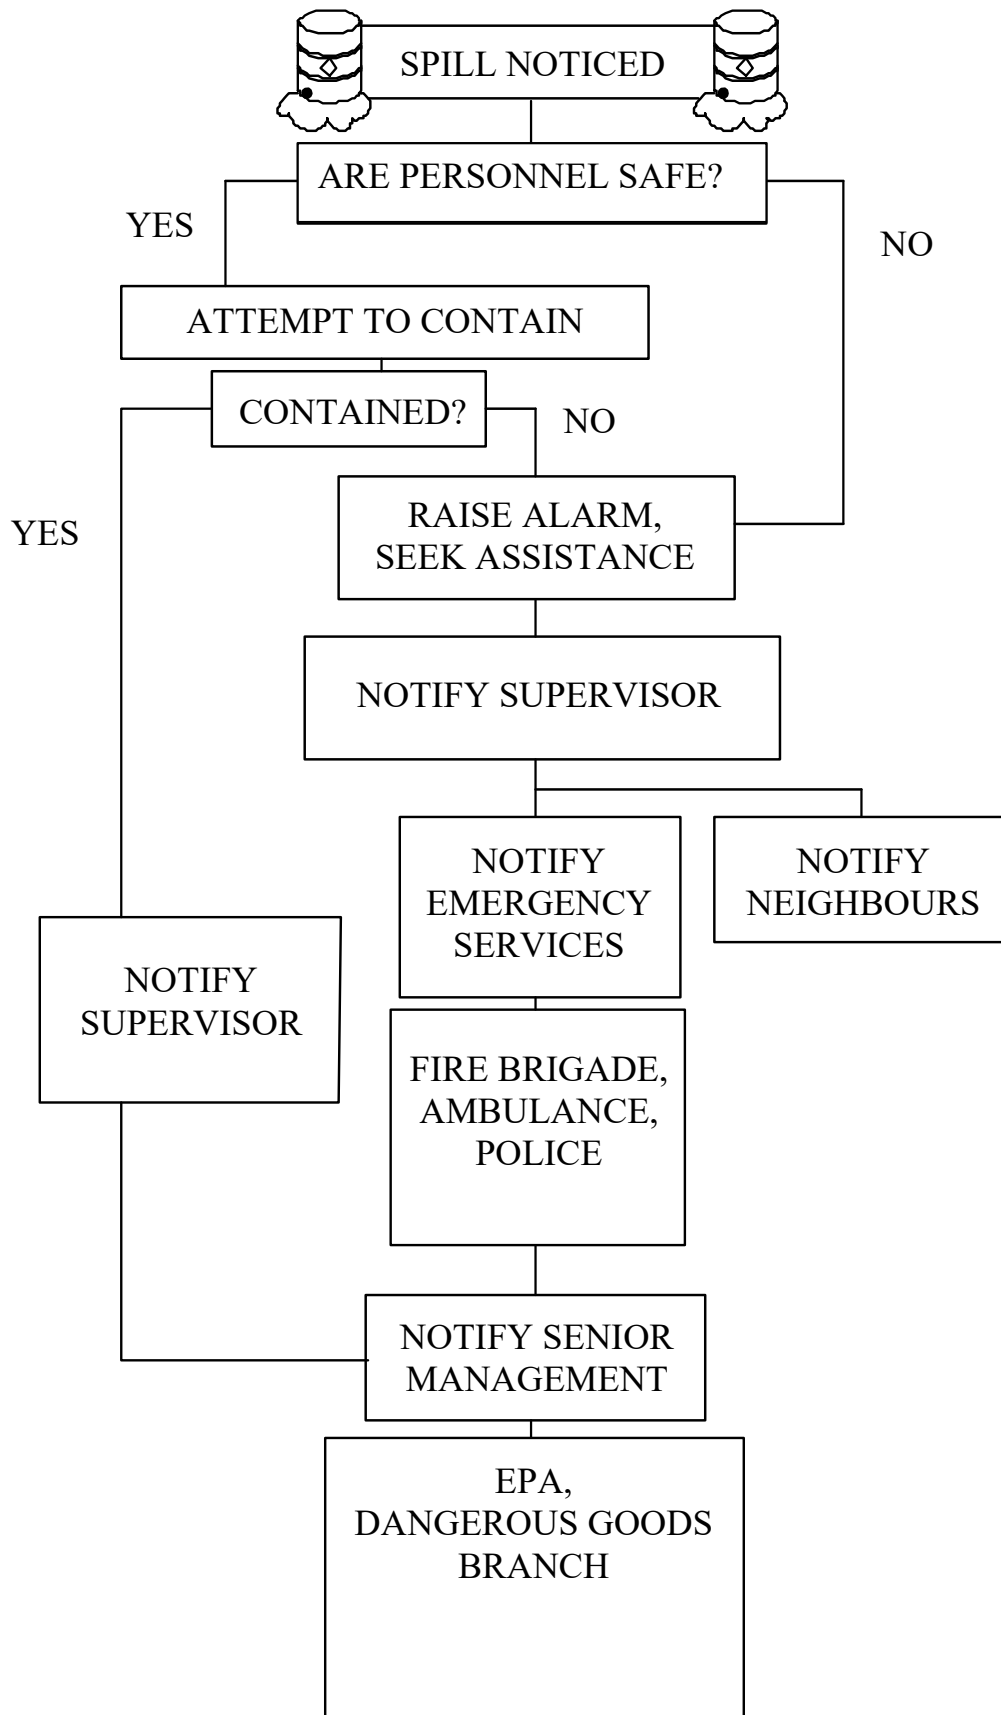 SPILL NOTICED
ARE PERSONNEL SAFE?
YES
NO
ATTEMPT TO CONTAIN
CONTAINED?
NO
YES
RAISE ALARM,
SEEK ASSISTANCE
NOTIFY SUPERVISOR
NOTIFY
EMERGENCY
SERVICES
NOTIFY
NEIGHBOURS
NOTIFY
SUPERVISOR
FIRE BRIGADE,
AMBULANCE,
POLICE
NOTIFY SENIOR
MANAGEMENT
EPA,
DANGEROUS GOODS
BRANCH